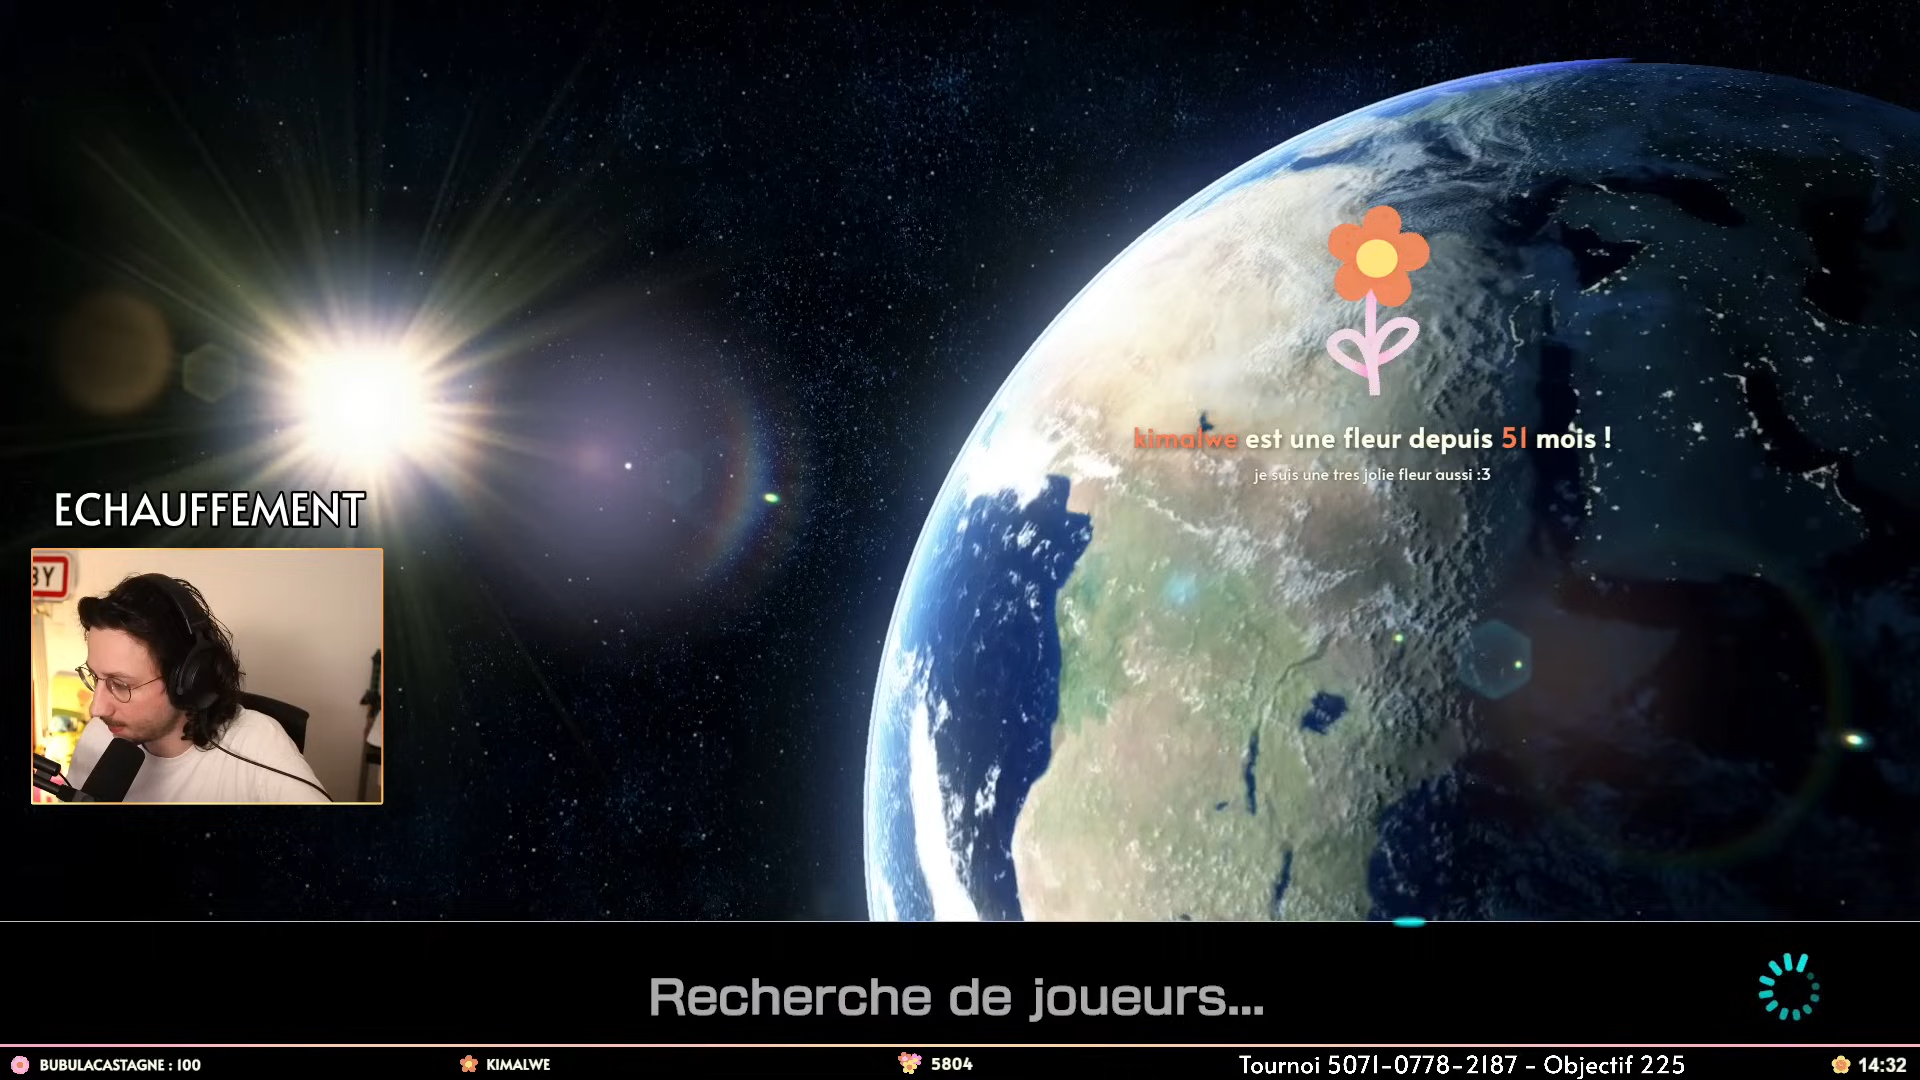 kimalwe est une fleur depuis 51 mois !
je suis une tres jolie fleur aussi :3
ECHAUFFEMENT
BY
Recherche de joueurs...
BUBULACASTAGNE : 100
KIMALWE
5804
Tournoi 5071-0778-2187 - Objectif 225
14:32